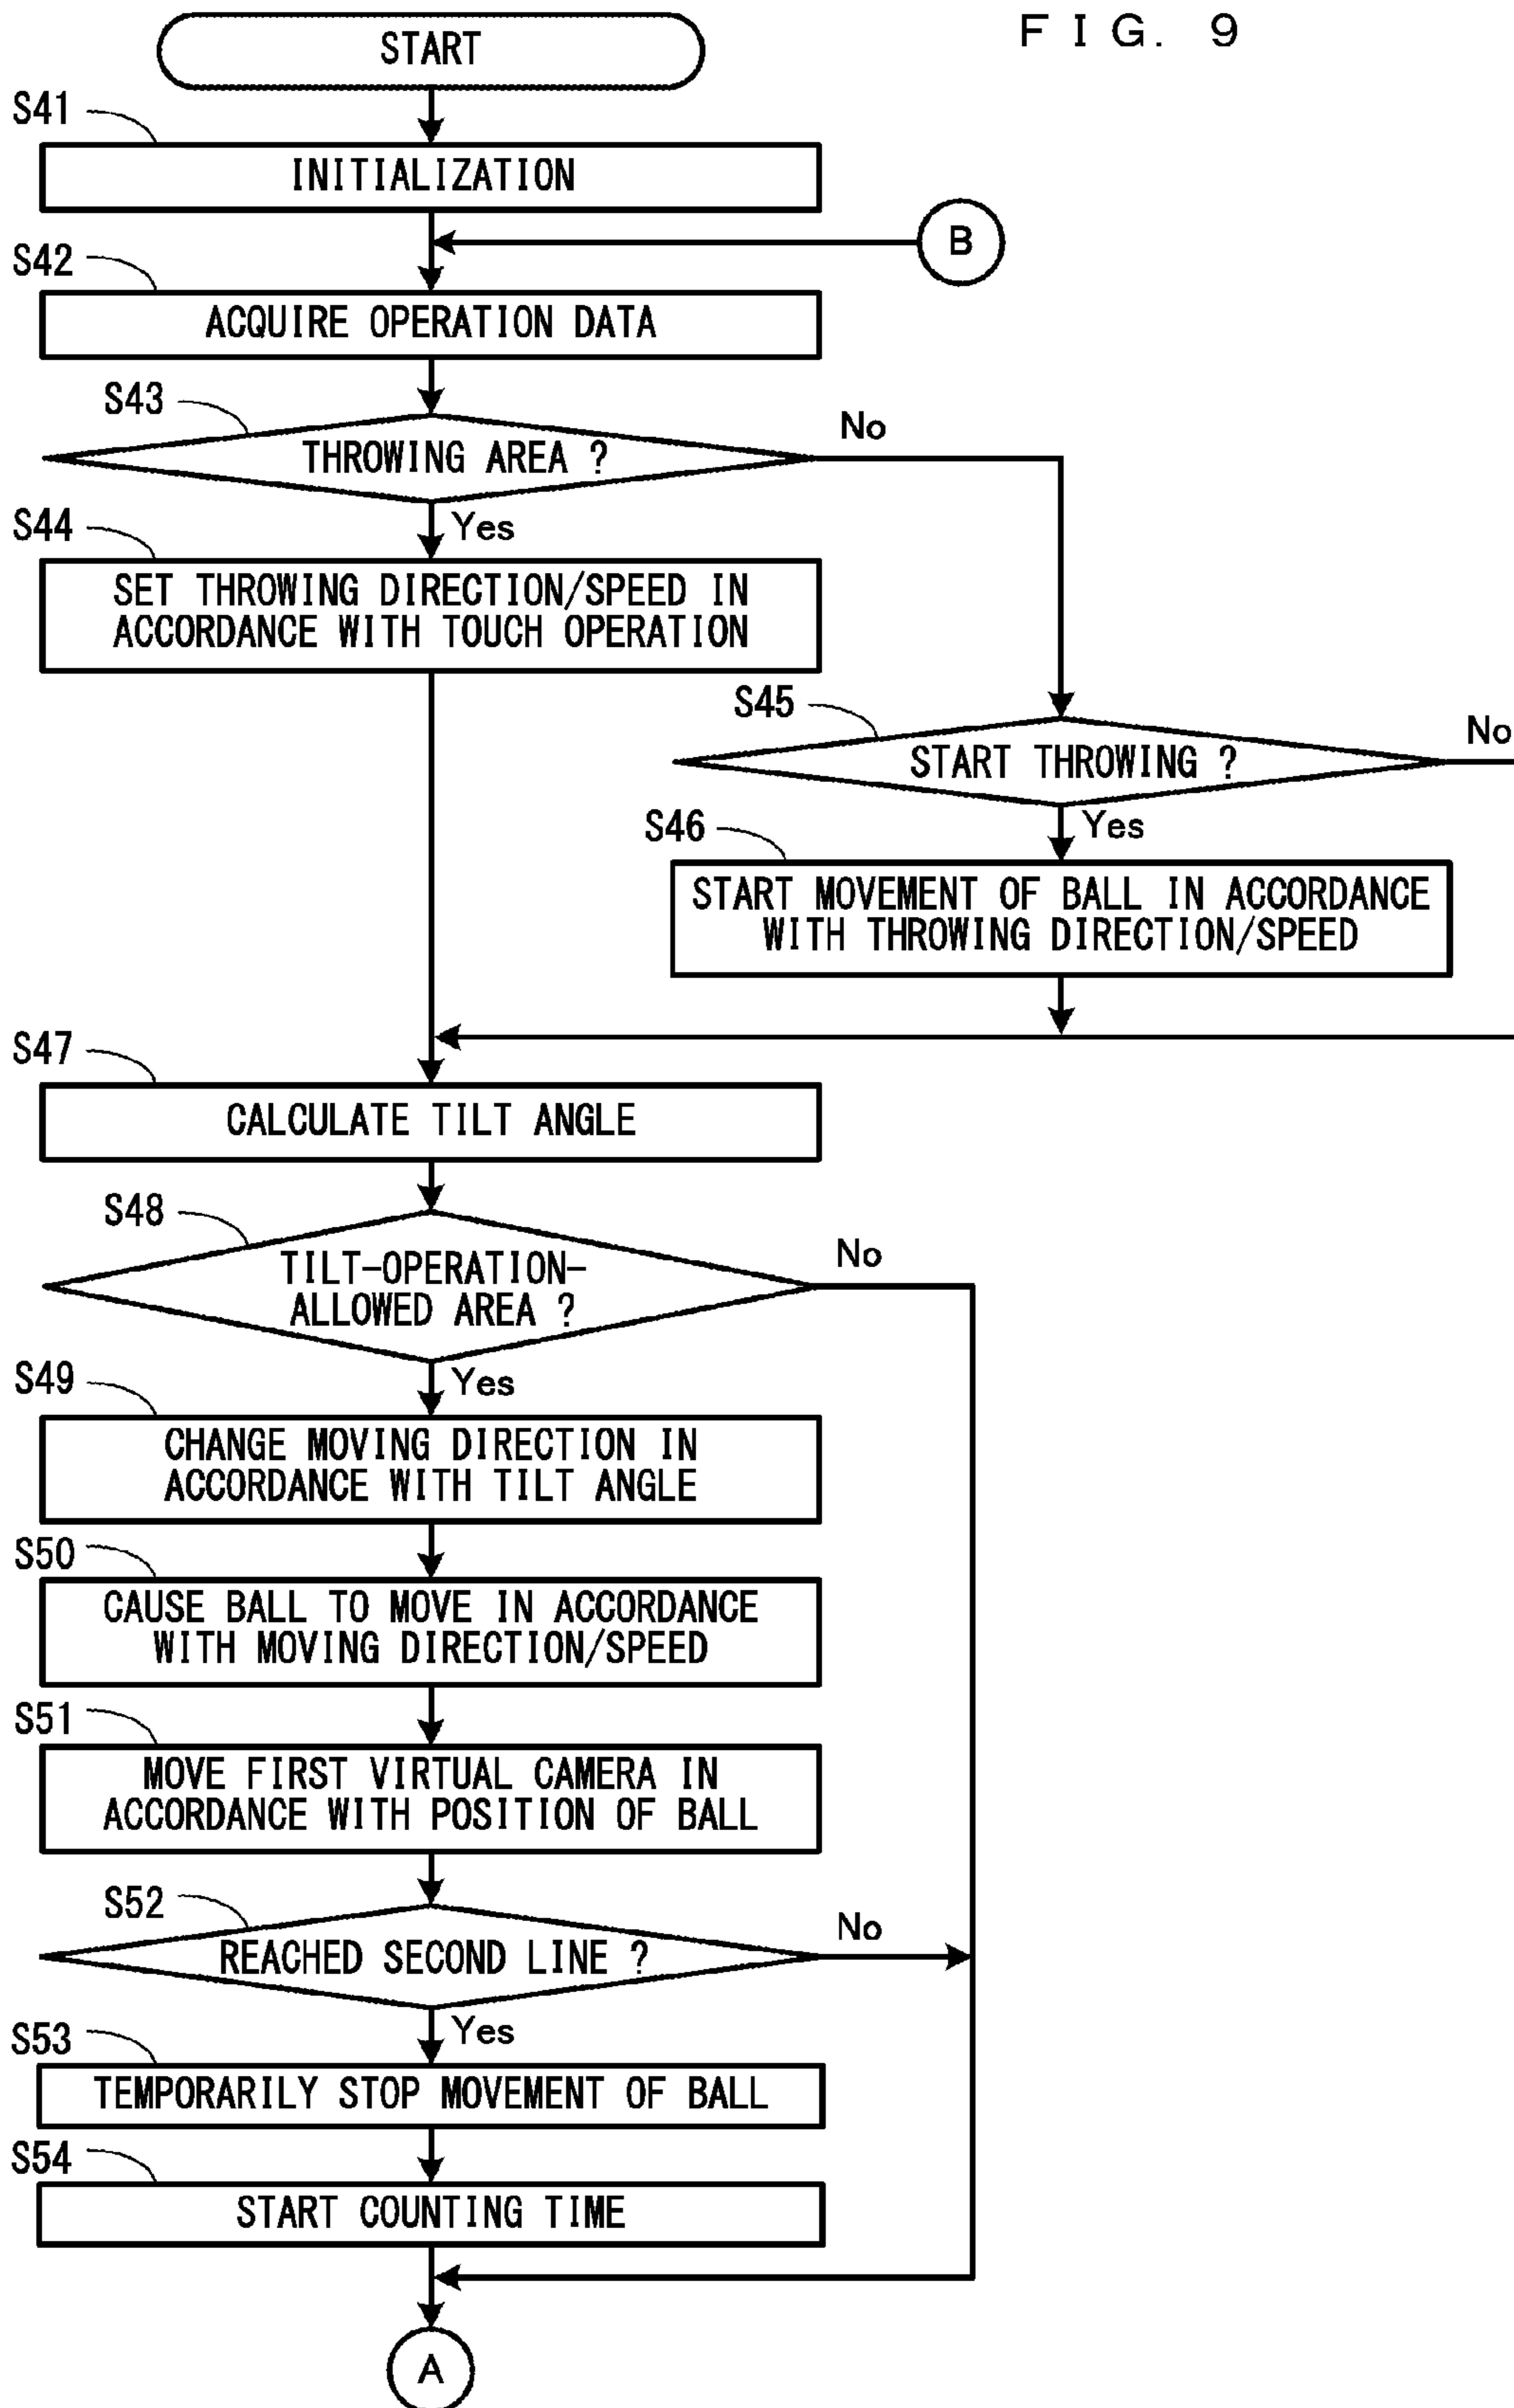 START
F I G. 9
S41
INITIALIZATION
B
S42
ACQUIRE OPERATION DATA
S43
THROWING AREA ?
No
Yes
S44
SET THROWING DIRECTION/SPEED IN
ACCORDANCE WITH TOUCH OPERATION
S45
START THROWING ?
No
Yes
S46
START MOVEMENT OF BALL IN ACCORDANCE
WITH THROWING DIRECTION/SPEED
S47
CALCULATE TILT ANGLE
S48
TILT-OPERATION-
ALLOWED AREA ?
No
Yes
S49
CHANGE MOVING DIRECTION IN
ACCORDANCE WITH TILT ANGLE
S50
CAUSE BALL TO MOVE IN ACCORDANCE
WITH MOVING DIRECTION/SPEED
S51
MOVE FIRST VIRTUAL CAMERA IN
ACCORDANCE WITH POSITION OF BALL
S52
REACHED SECOND LINE ?
No
Yes
S53
TEMPORARILY STOP MOVEMENT OF BALL
S54
START COUNTING TIME
A